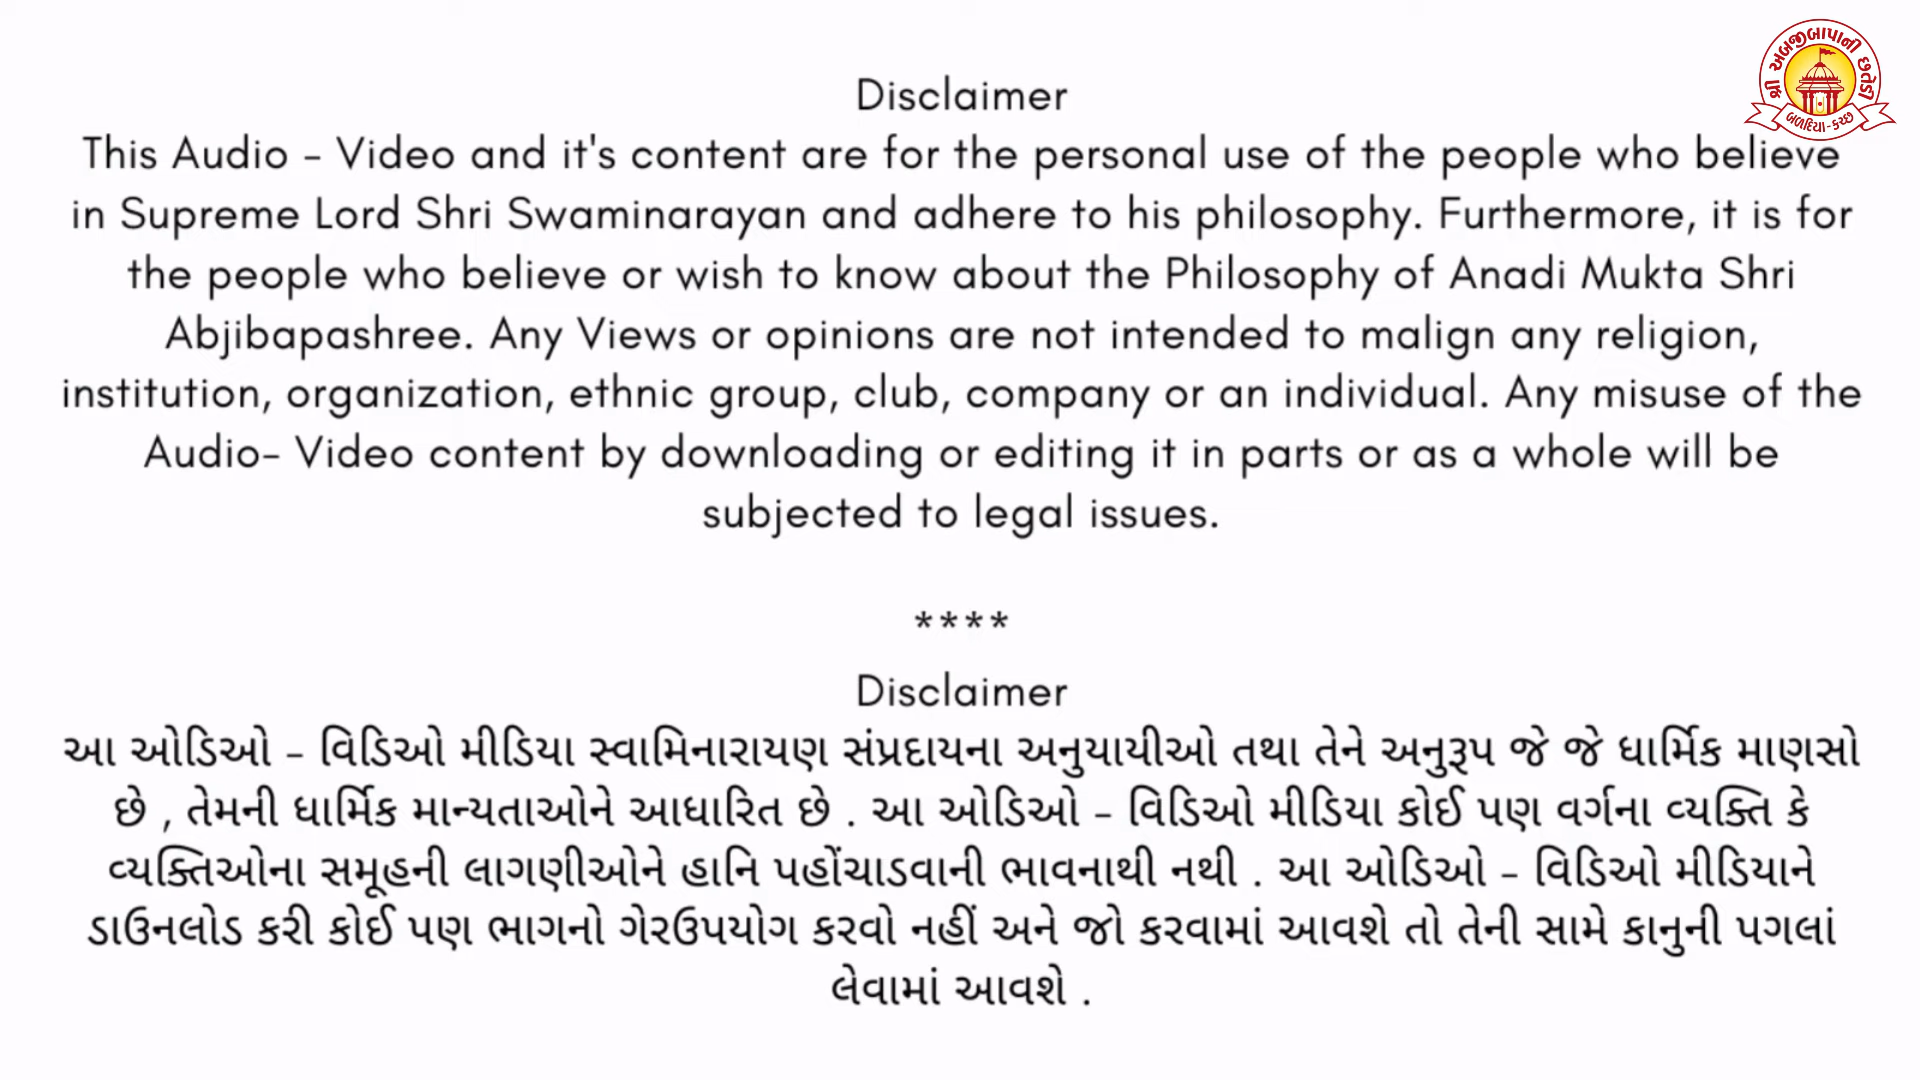 શ્રી અબજીબાપાની છતેડી
બળદિયા-કચ્છ
Disclaimer
This Audio – Video and it's content are for the personal use of the people who believe
in Supreme Lord Shri Swaminarayan and adhere to his philosophy. Furthermore, it is for
the people who believe or wish to know about the Philosophy of Anadi Mukta Shri
Abjibapashree. Any Views or opinions are not intended to malign any religion,
institution, organization, ethnic group, club, company or an individual. Any misuse of the
Audio– Video content by downloading or editing it in parts or as a whole will be
subjected to legal issues.
****
Disclaimer
આ ઓડિઓ – વિડિઓ મીડિયા સ્વામિનારાયણ સંપ્રદાયના અનુયાયીઓ તથા તેને અનુરૂપ જે જે ધાર્મિક માણસો
છે , તેમની ધાર્મિક માન્યતાઓને આધારિત છે . આ ઓડિઓ – વિડિઓ મીડિયા કોઈ પણ વર્ગના વ્યક્તિ કે
વ્યક્તિઓના સમૂહની લાગણીઓને હાનિ પહોંચાડવાની ભાવનાથી નથી . આ ઓડિઓ – વિડિઓ મીડિયાને
ડાઉનલોડ કરી કોઈ પણ ભાગનો ગેરઉપયોગ કરવો નહીં અને જો કરવામાં આવશે તો તેની સામે કાનુની પગલાં
લેવામાં આવશે .